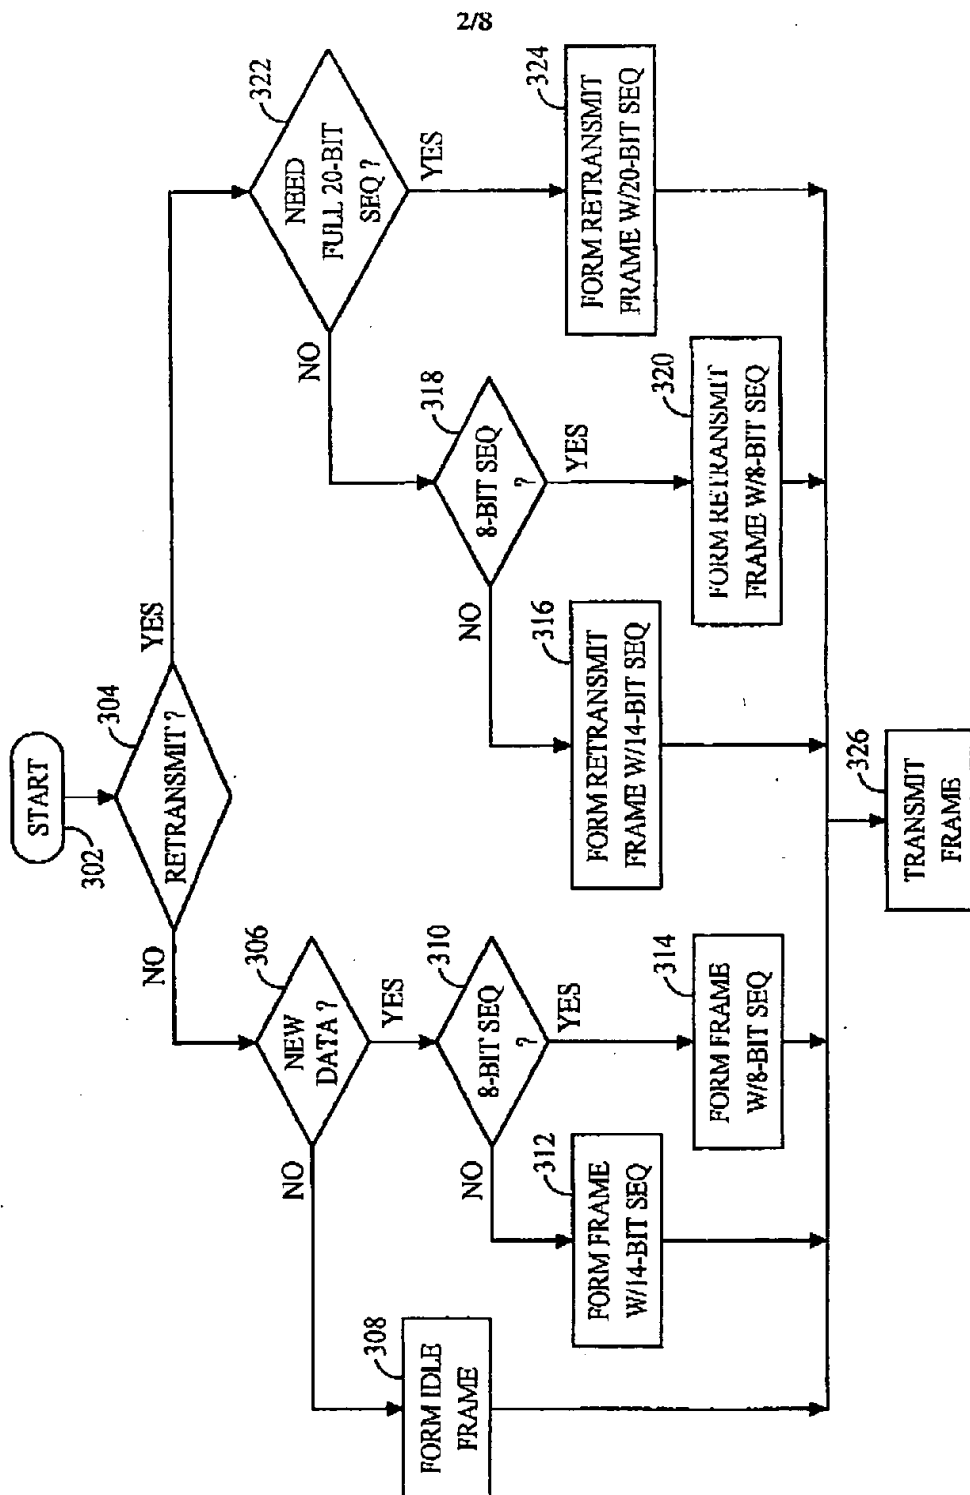 2/8
START
302
RETRANSMIT ?
304
NO
YES
NEW
DATA ?
306
NO
YES
FORM IDLE
FRAME
308
8-BIT SEQ
?
310
NO
YES
FORM FRAME
W/14-BIT SEQ
312
FORM FRAME
W/8-BIT SEQ
314
NEED
FULL 20-BIT
SEQ ?
322
NO
YES
8-BIT SEQ
?
318
NO
YES
FORM RETRANSMIT
FRAME W/14-BIT SEQ
316
FORM RETRANSMIT
FRAME W/8-BIT SEQ
320
FORM RETRANSMIT
FRAME W/20-BIT SEQ
324
TRANSMIT
FRAME
326